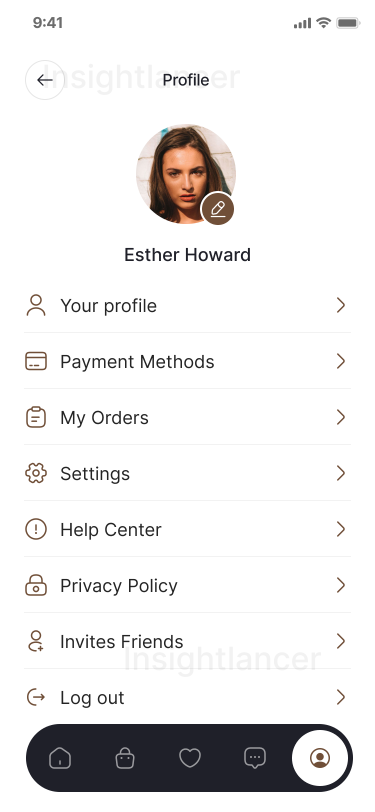 9:41
Insightlancer
Profile
Esther Howard
Your profile
Payment Methods
My Orders
Settings
Help Center
Privacy Policy
Invites Friends
Insightlancer
Log out